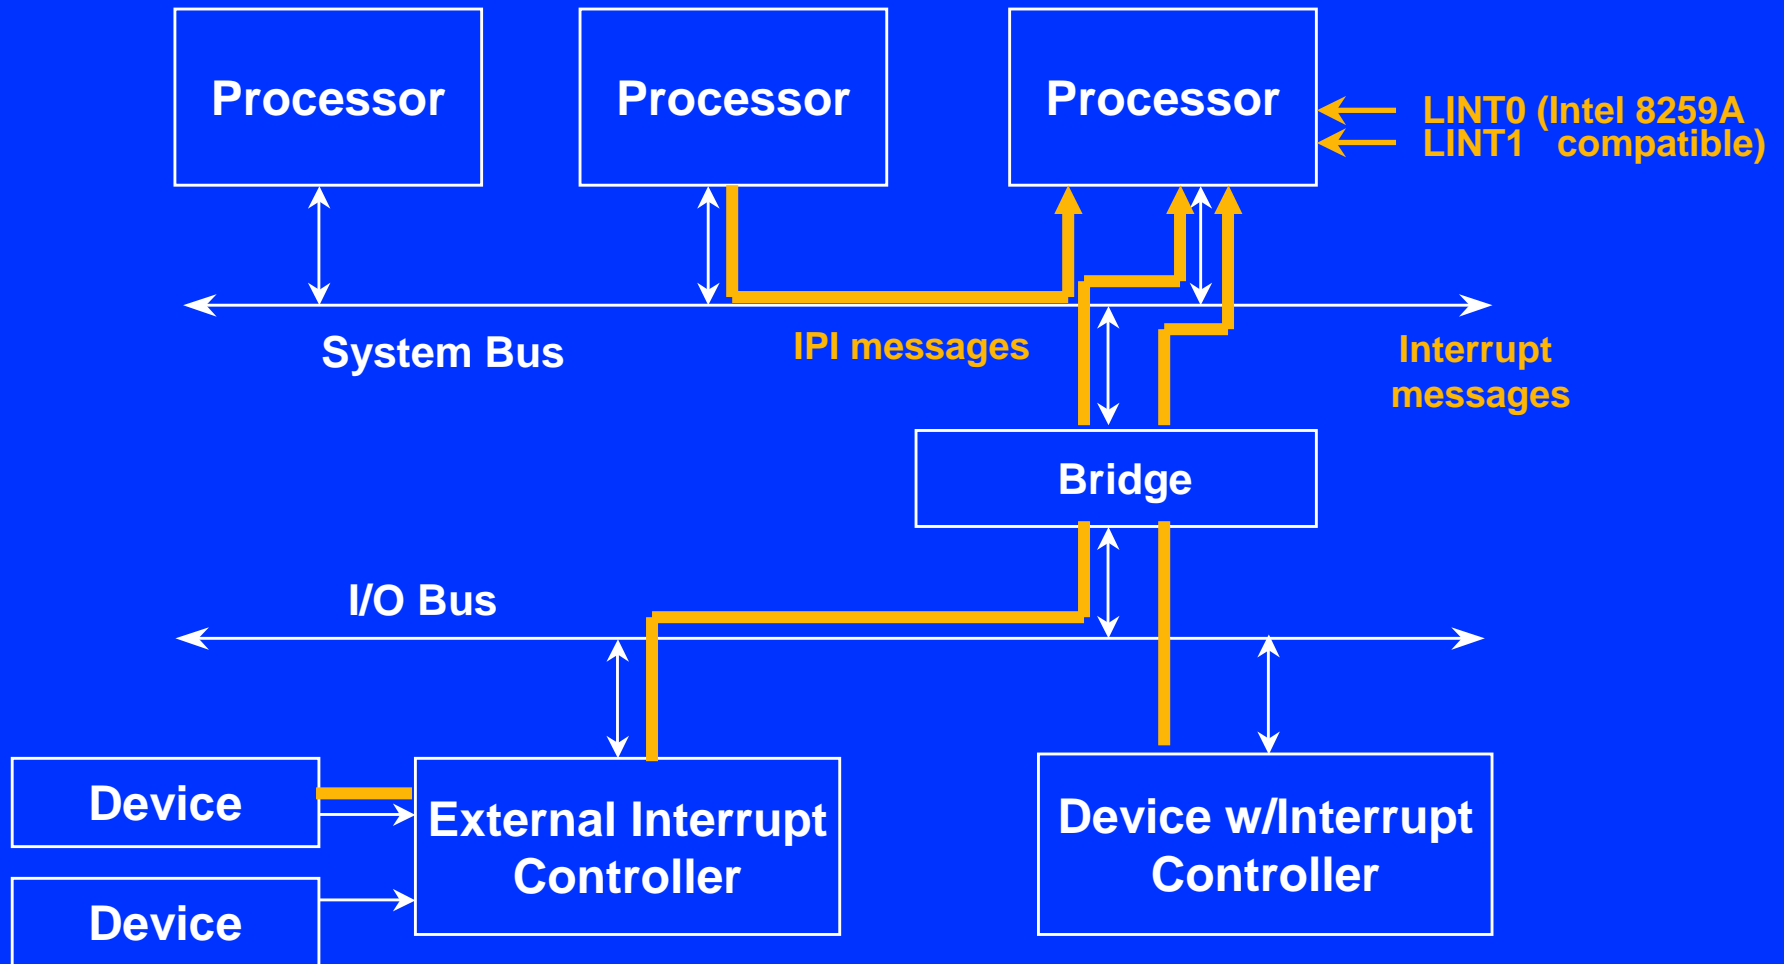 Processor
Processor
Processor
LINT0 (Intel 8259A
LINT1 compatible)
System Bus
IPI messages
Interrupt
messages
Bridge
I/O Bus
Device
External Interrupt
Controller
Device w/Interrupt
Controller
Device